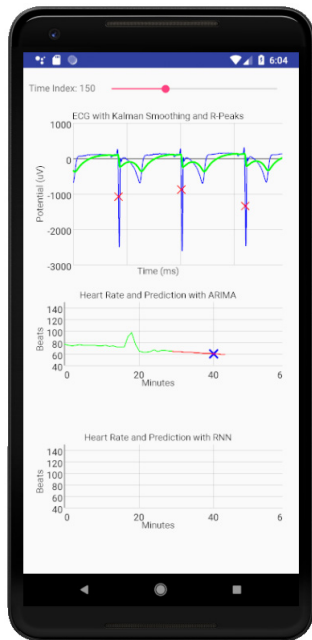 6:04
Time Index: 150
ECG with Kalman Smoothing and R-Peaks
Potential (uV)
1000
0
-1000
-2000
-3000
Time (ms)
Heart Rate and Prediction with ARIMA
Beats
140
120
100
80
60
40
0 20 40 6
Minutes
Heart Rate and Prediction with RNN
Beats
140
120
100
80
60
40
0 20 40 6
Minutes